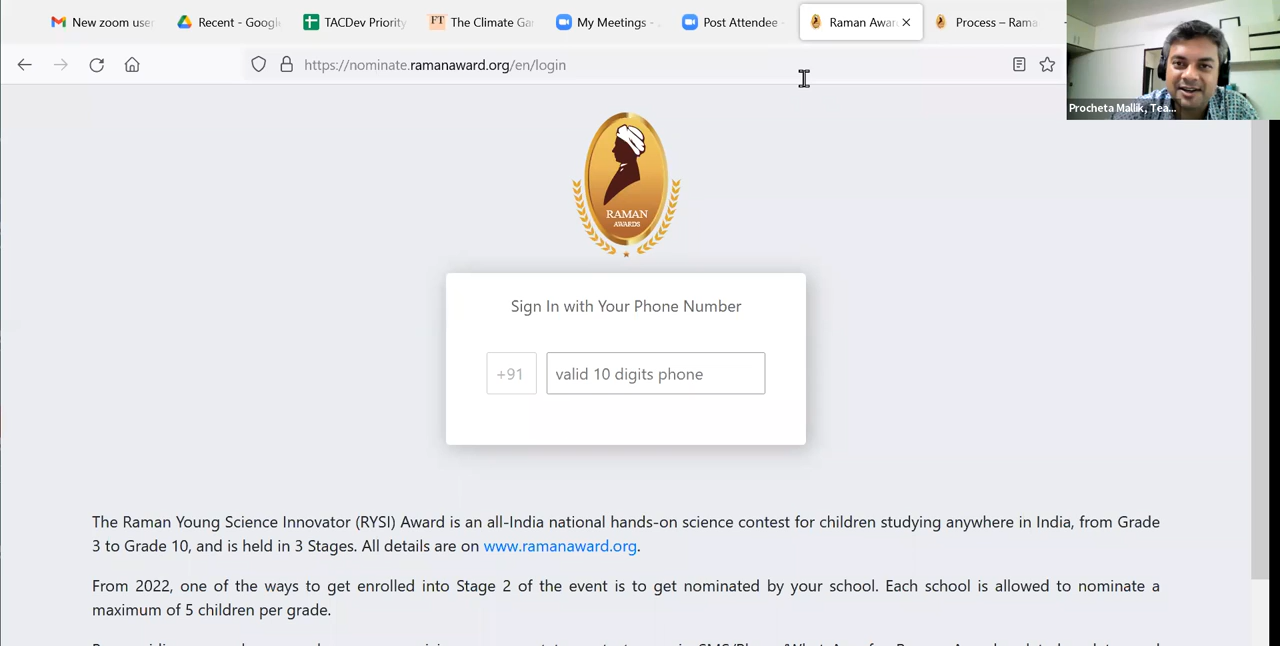 New zoom user
Recent - Google
TACDev Priority
FT
The Climate Ga
My Meetings -
Post Attendee -
Raman Awar
Process – Rama
https://nominate.ramanaward.org/en/login
Procheta Mallik, Tea...
RAMAN
AWARDS
Sign In with Your Phone Number
+91
valid 10 digits phone
The Raman Young Science Innovator (RYSI) Award is an all-India national hands-on science contest for children studying anywhere in India, from Grade
3 to Grade 10, and is held in 3 Stages. All details are on www.ramanaward.org.
From 2022, one of the ways to get enrolled into Stage 2 of the event is to get nominated by your school. Each school is allowed to nominate a
maximum of 5 children per grade.